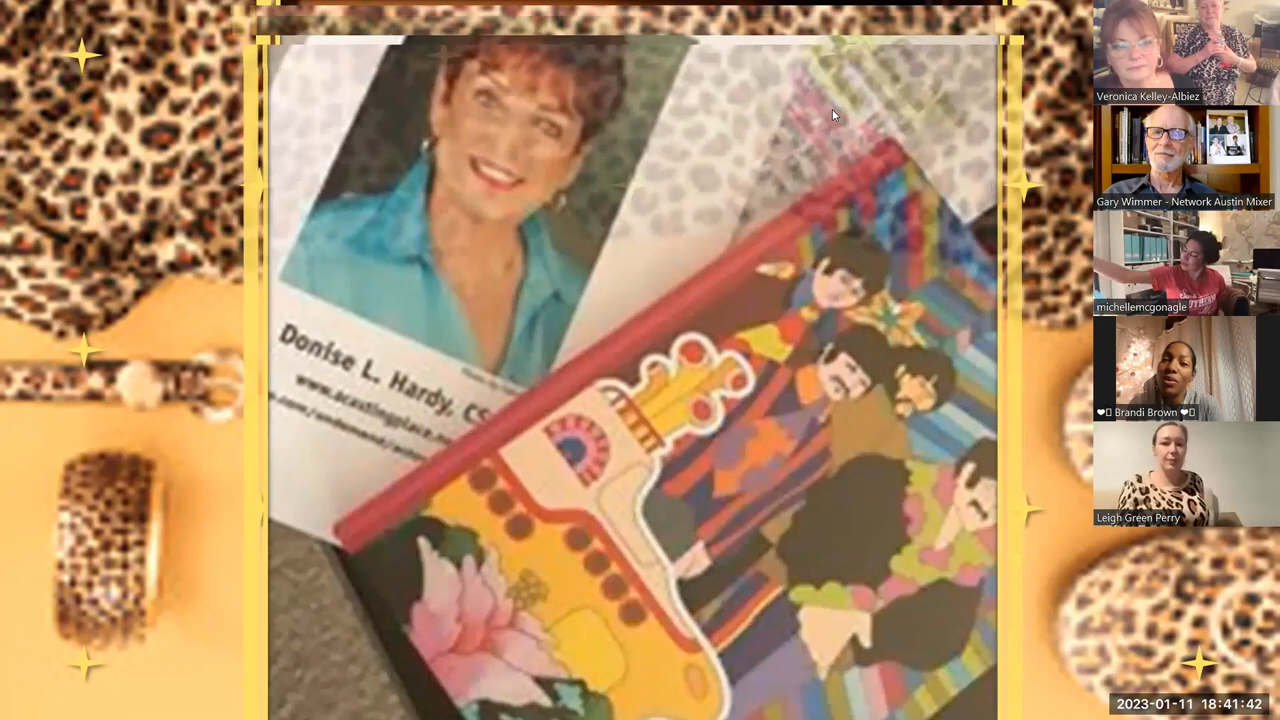 Donise L. Hardy, CS
www.acastingplace
Veronica Kelley-Albiez
Gary Wimmer - Network Austin Mixer
michellemcgonagle
Brandi Brown
Leigh Green Perry
2023-01-11 18:41:42